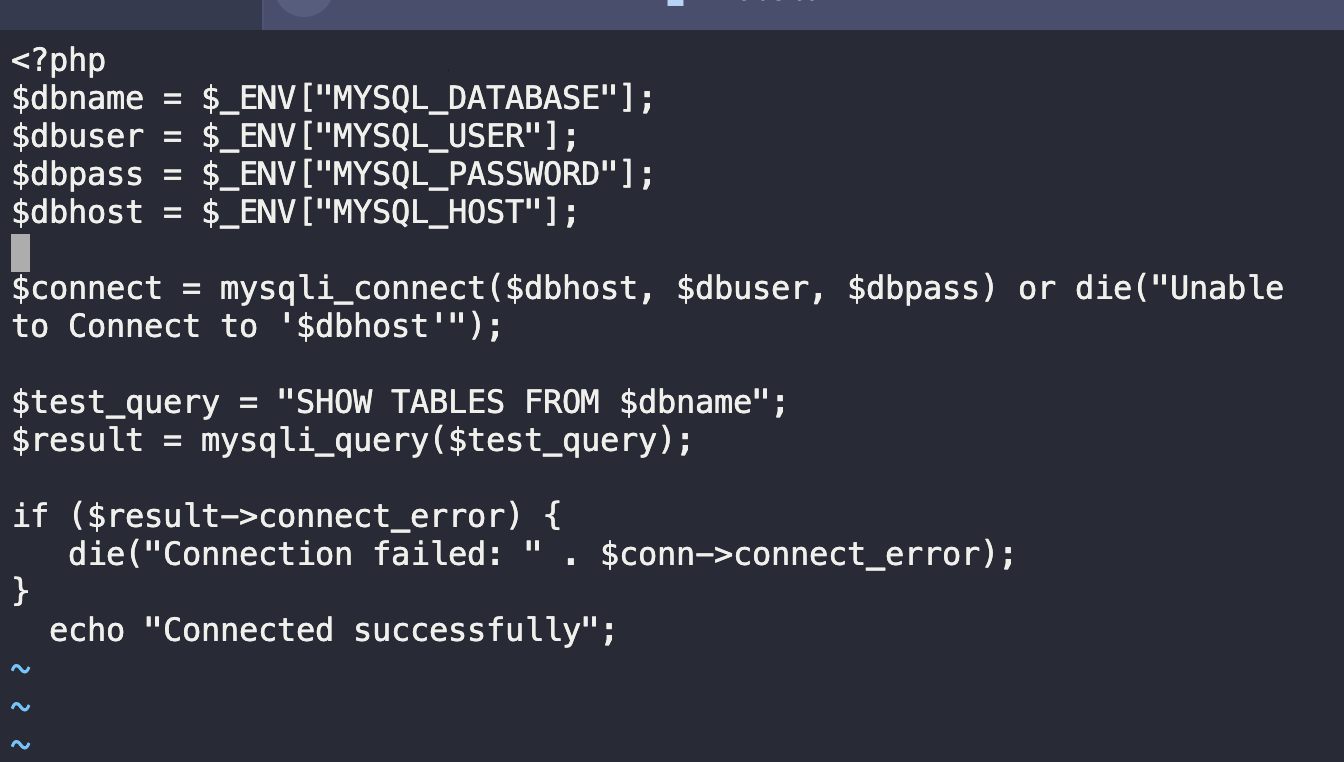 <?php
$dbname = $_ENV["MYSQL_DATABASE"];
$dbuser = $_ENV["MYSQL_USER"];
$dbpass = $_ENV["MYSQL_PASSWORD"];
$dbhost = $_ENV["MYSQL_HOST"];
$connect = mysqli_connect($dbhost, $dbuser, $dbpass) or die("Unable
to Connect to '$dbhost'");
$test_query = "SHOW TABLES FROM $dbname";
$result = mysqli_query($test_query);
if ($result->connect_error) {
   die("Connection failed: " . $conn->connect_error);
}
  echo "Connected successfully";
~
~
~